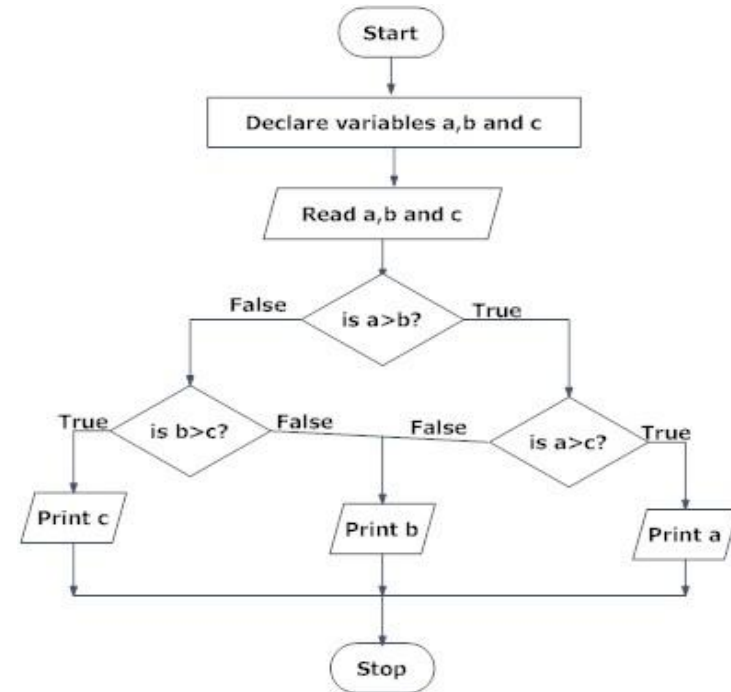 Start
Declare variables a,b and c
Read a,b and c
False
is a>b?
True
True
is b>c?
False
False
is a>c?
True
Print c
Print b
Print a
Stop